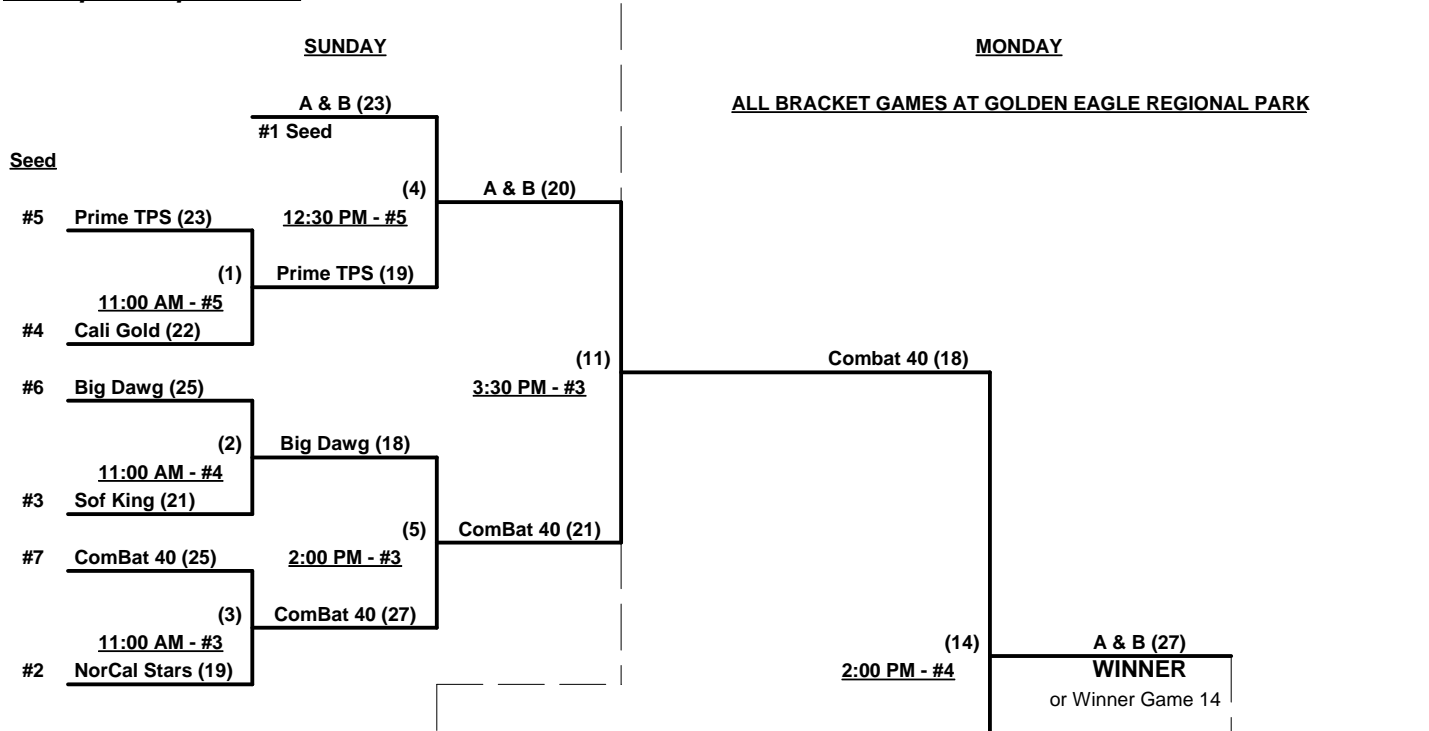 SUNDAY
MONDAY
A & B (23)
ALL BRACKET GAMES AT GOLDEN EAGLE REGIONAL PARK
#1 Seed
Seed
(4)
A & B (20)
#5 Prime TPS (23)
12:30 PM - #5
(1)
Prime TPS (19)
11:00 AM - #5
#4 Cali Gold (22)
(11)
Combat 40 (18)
#6 Big Dawg (25)
3:30 PM - #3
(2)
Big Dawg (18)
11:00 AM - #4
#3 Sof King (21)
(5)
ComBat 40 (21)
#7 ComBat 40 (25)
2:00 PM - #3
(3)
ComBat 40 (27)
11:00 AM - #3
(14)
A & B (27)
#2 NorCal Stars (19)
2:00 PM - #4
WINNER
or Winner Game 14